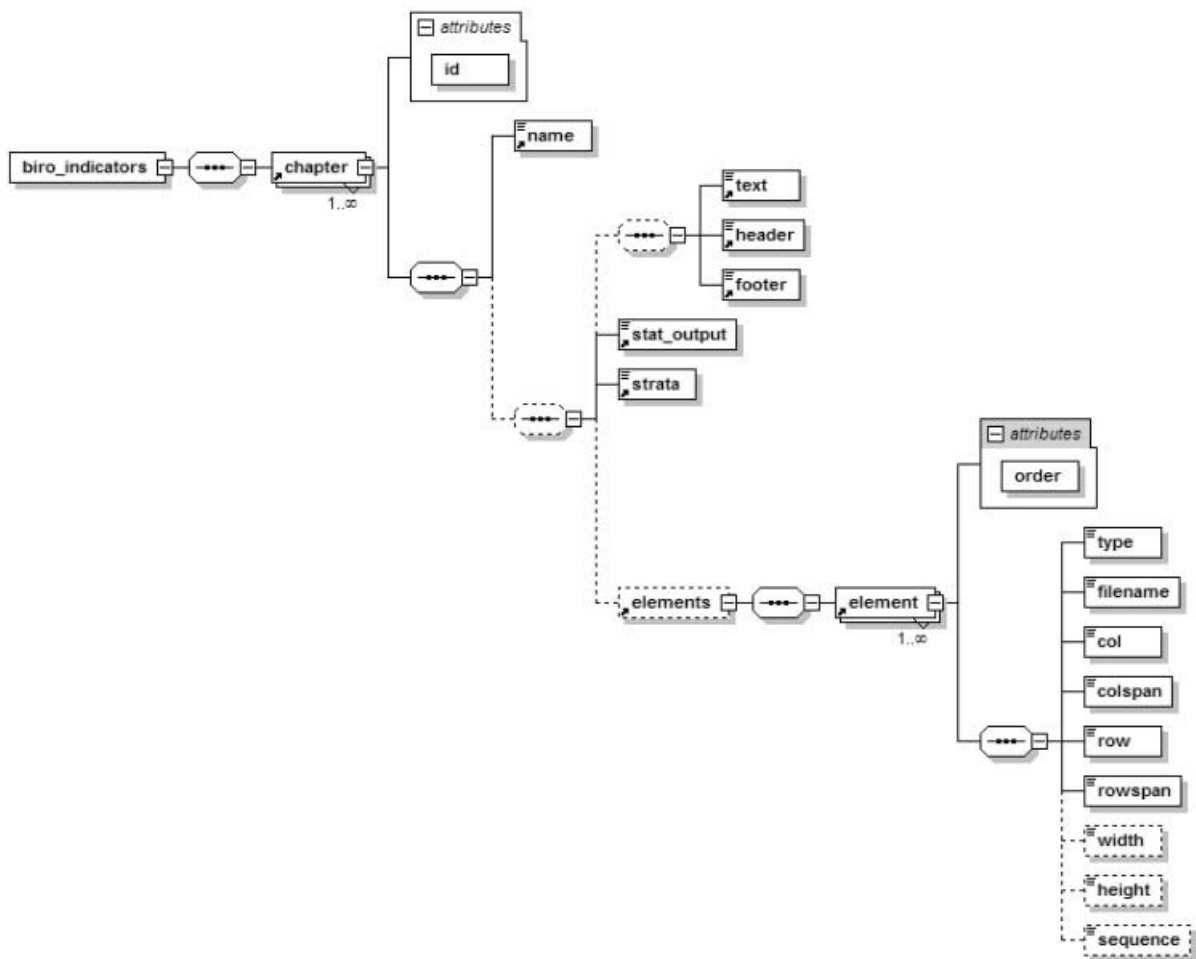 attributes
id
name
biro_indicators
chapter
1..∞
text
header
footer
stat_output
strata
attributes
order
type
filename
elements
element
1..∞
col
colspan
row
rowspan
width
height
sequence